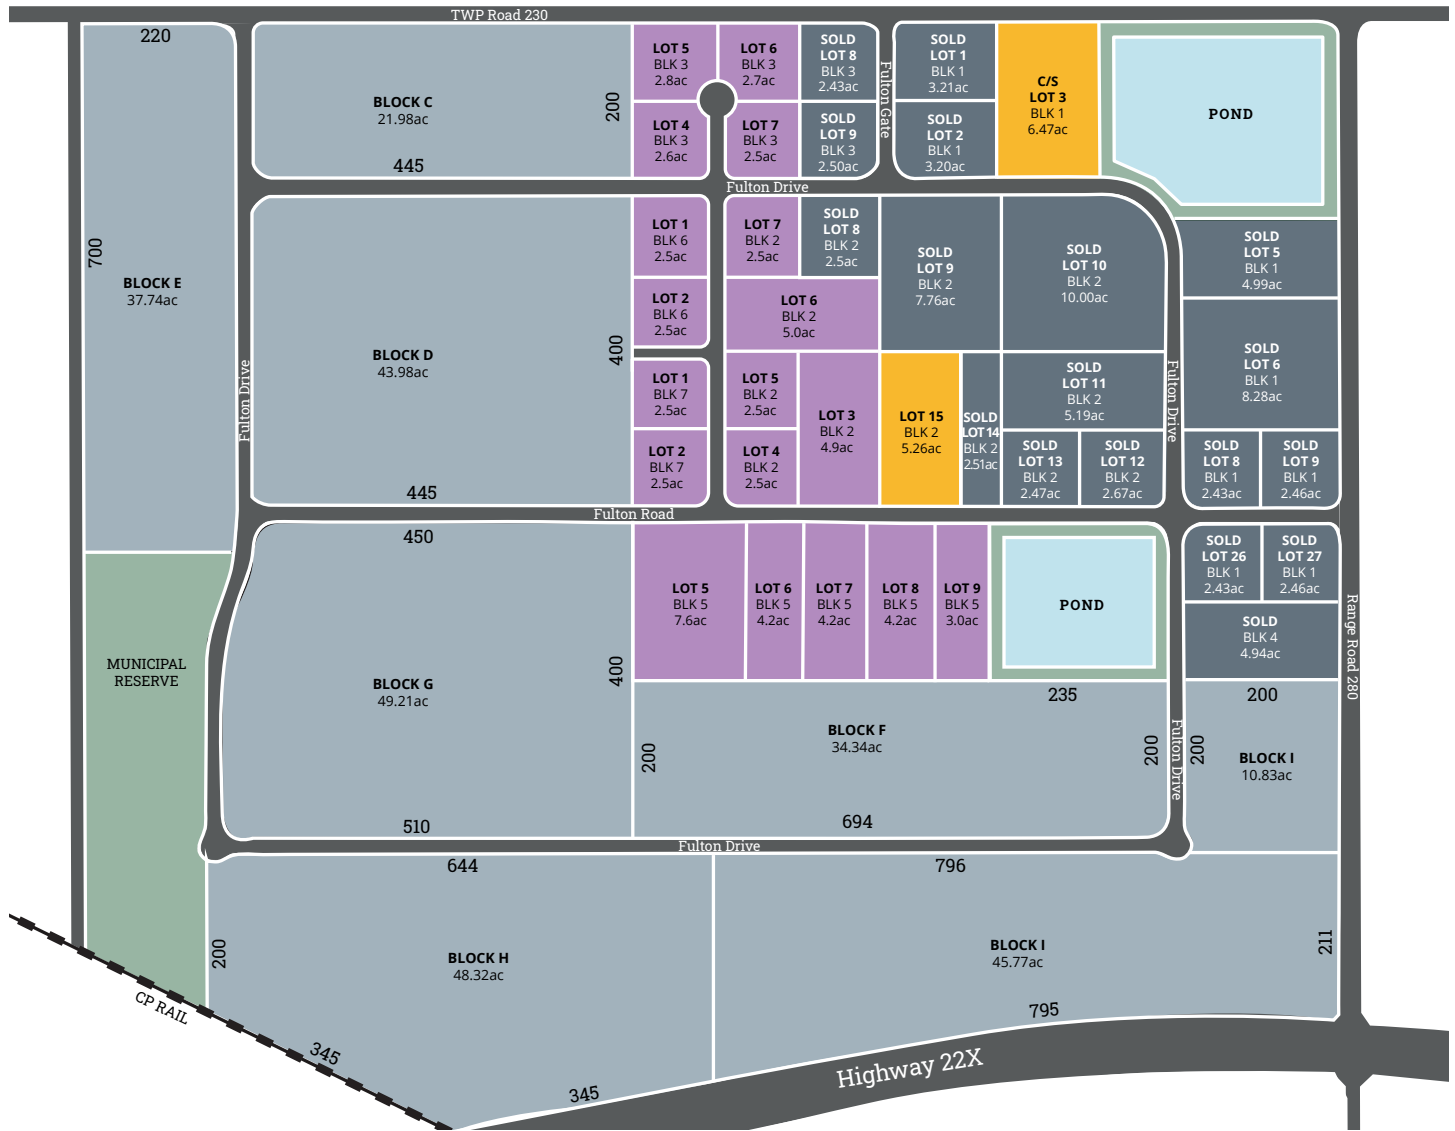 TWP Road 230
220
BLOCK C
21.98ac
200
445
LOT 5
BLK 3
2.8ac
LOT 6
BLK 3
2.7ac
SOLD
LOT 8
BLK 3
2.43ac
LOT 4
BLK 3
2.6ac
LOT 7
BLK 3
2.5ac
SOLD
LOT 9
BLK 3
2.50ac
Fulton Gate
SOLD
LOT 1
BLK 1
3.21ac
SOLD
LOT 2
BLK 1
3.20ac
C/S
LOT 3
BLK 1
6.47ac
POND
Fulton Drive
700
BLOCK E
37.74ac
Fulton Drive
BLOCK D
43.98ac
400
445
LOT 1
BLK 6
2.5ac
LOT 2
BLK 6
2.5ac
LOT 1
BLK 7
2.5ac
LOT 2
BLK 7
2.5ac
LOT 7
BLK 2
2.5ac
SOLD
LOT 8
BLK 2
2.5ac
LOT 6
BLK 2
5.0ac
SOLD
LOT 9
BLK 2
7.76ac
SOLD
LOT 10
BLK 2
10.00ac
LOT 5
BLK 2
2.5ac
LOT 4
BLK 2
2.5ac
LOT 3
BLK 2
4.9ac
LOT 15
BLK 2
5.26ac
SOLD
LOT 14
BLK 2
2.51ac
SOLD
LOT 11
BLK 2
5.19ac
SOLD
LOT 13
BLK 2
2.47ac
SOLD
LOT 12
BLK 2
2.67ac
Fulton Drive
SOLD
LOT 5
BLK 1
4.99ac
SOLD
LOT 6
BLK 1
8.28ac
SOLD
LOT 8
BLK 1
2.43ac
SOLD
LOT 9
BLK 1
2.46ac
Fulton Road
450
MUNICIPAL
RESERVE
BLOCK G
49.21ac
400
510
LOT 5
BLK 5
7.6ac
LOT 6
BLK 5
4.2ac
LOT 7
BLK 5
4.2ac
LOT 8
BLK 5
4.2ac
LOT 9
BLK 5
3.0ac
POND
SOLD
LOT 26
BLK 1
2.43ac
SOLD
LOT 27
BLK 1
2.46ac
SOLD
BLK 4
4.94ac
Range Road 280
235
200
BLOCK F
34.34ac
200
694
200
Fulton Drive
200
BLOCK I
10.83ac
Fulton Drive
644
796
200
BLOCK H
48.32ac
BLOCK I
45.77ac
211
795
CP RAIL
345
345
Highway 22X